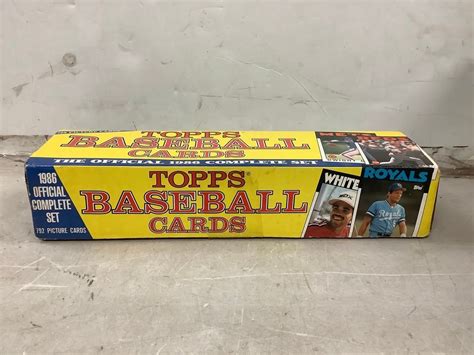 TOPPS
BASEBALL
CARDS
THE OFFICIAL 1986 COMPLETE SET
1986
OFFICIAL
COMPLETE
SET
792 PICTURE CARDS
TOPPS
BASEBALL
CARDS
WHITE
ROYALS
Royals